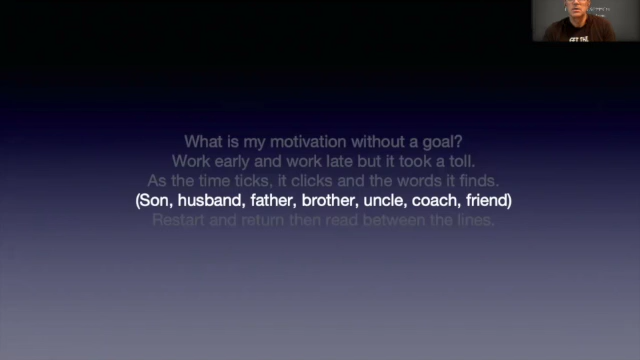 What is my motivation without a goal?
Work early and work late but it took a toll.
As the time ticks, it clicks and the words it finds.
(Son, husband, father, brother, uncle, coach, friend)
Restart and return then read between the lines.
GET THE